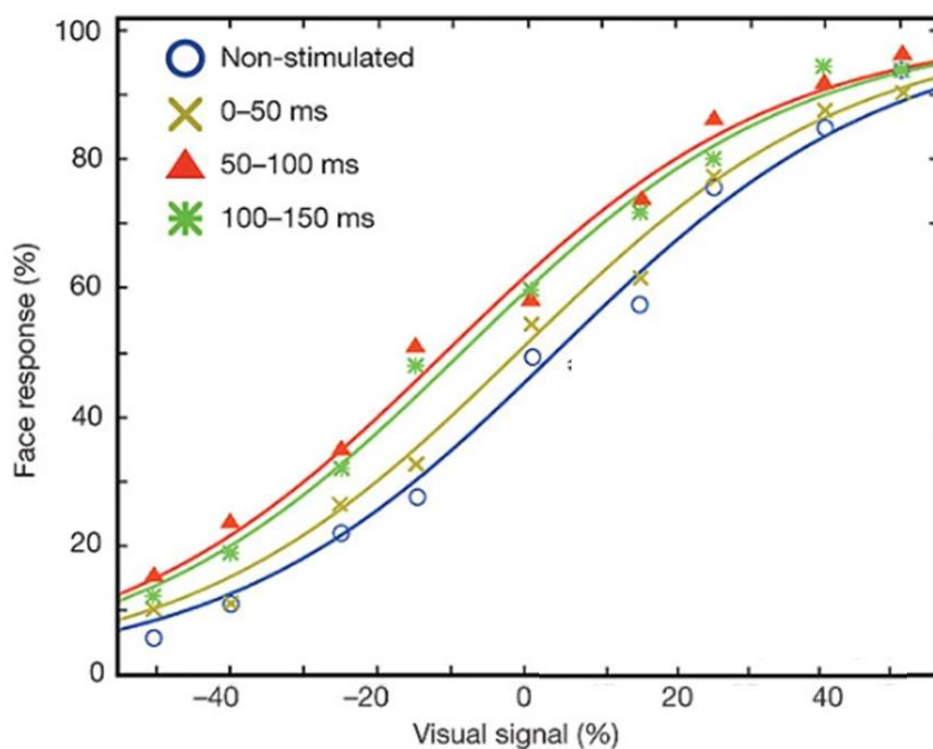 100
80
60
40
20
0
Face response (%)
Non-stimulated
0–50 ms
50–100 ms
100–150 ms
–40 –20 0 20 40
Visual signal (%)